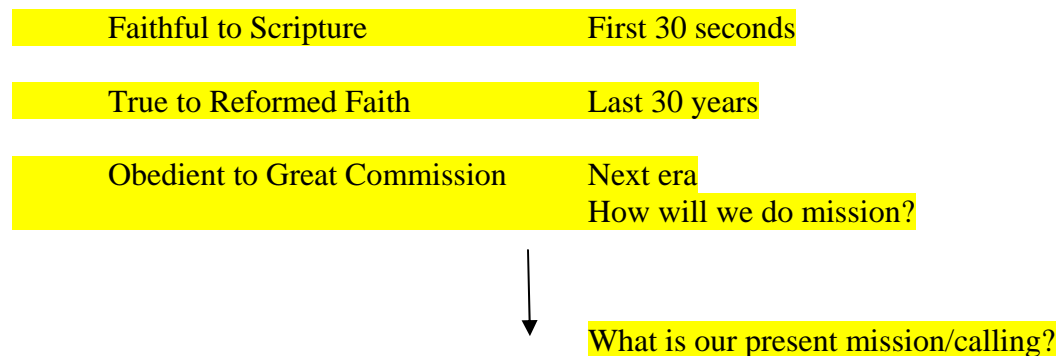 Faithful to Scripture First 30 seconds
True to Reformed Faith Last 30 years
Obedient to Great Commission Next era
How will we do mission?
What is our present mission/calling?